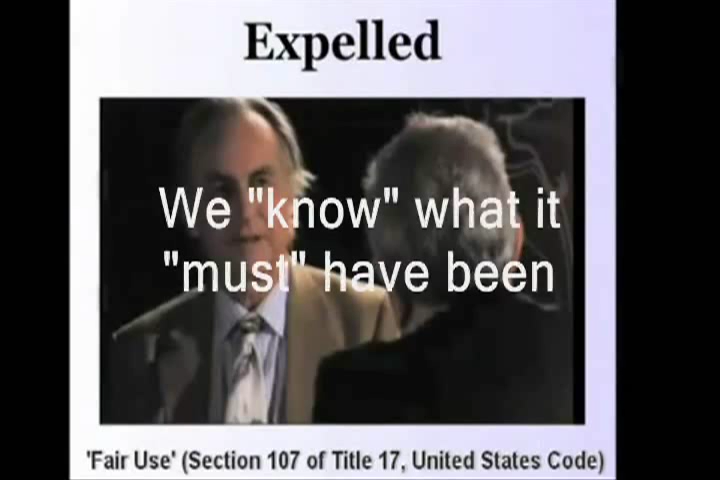 Expelled
We "know" what it
"must" have been
'Fair Use' (Section 107 of Title 17, United States Code)